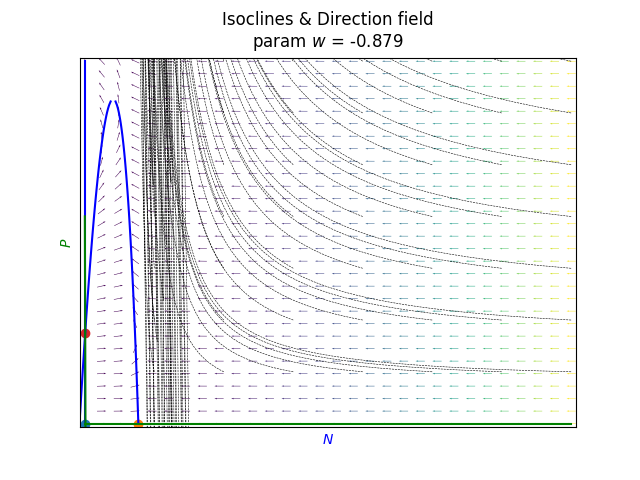 Isoclines & Direction field
param w = -0.879
P
N